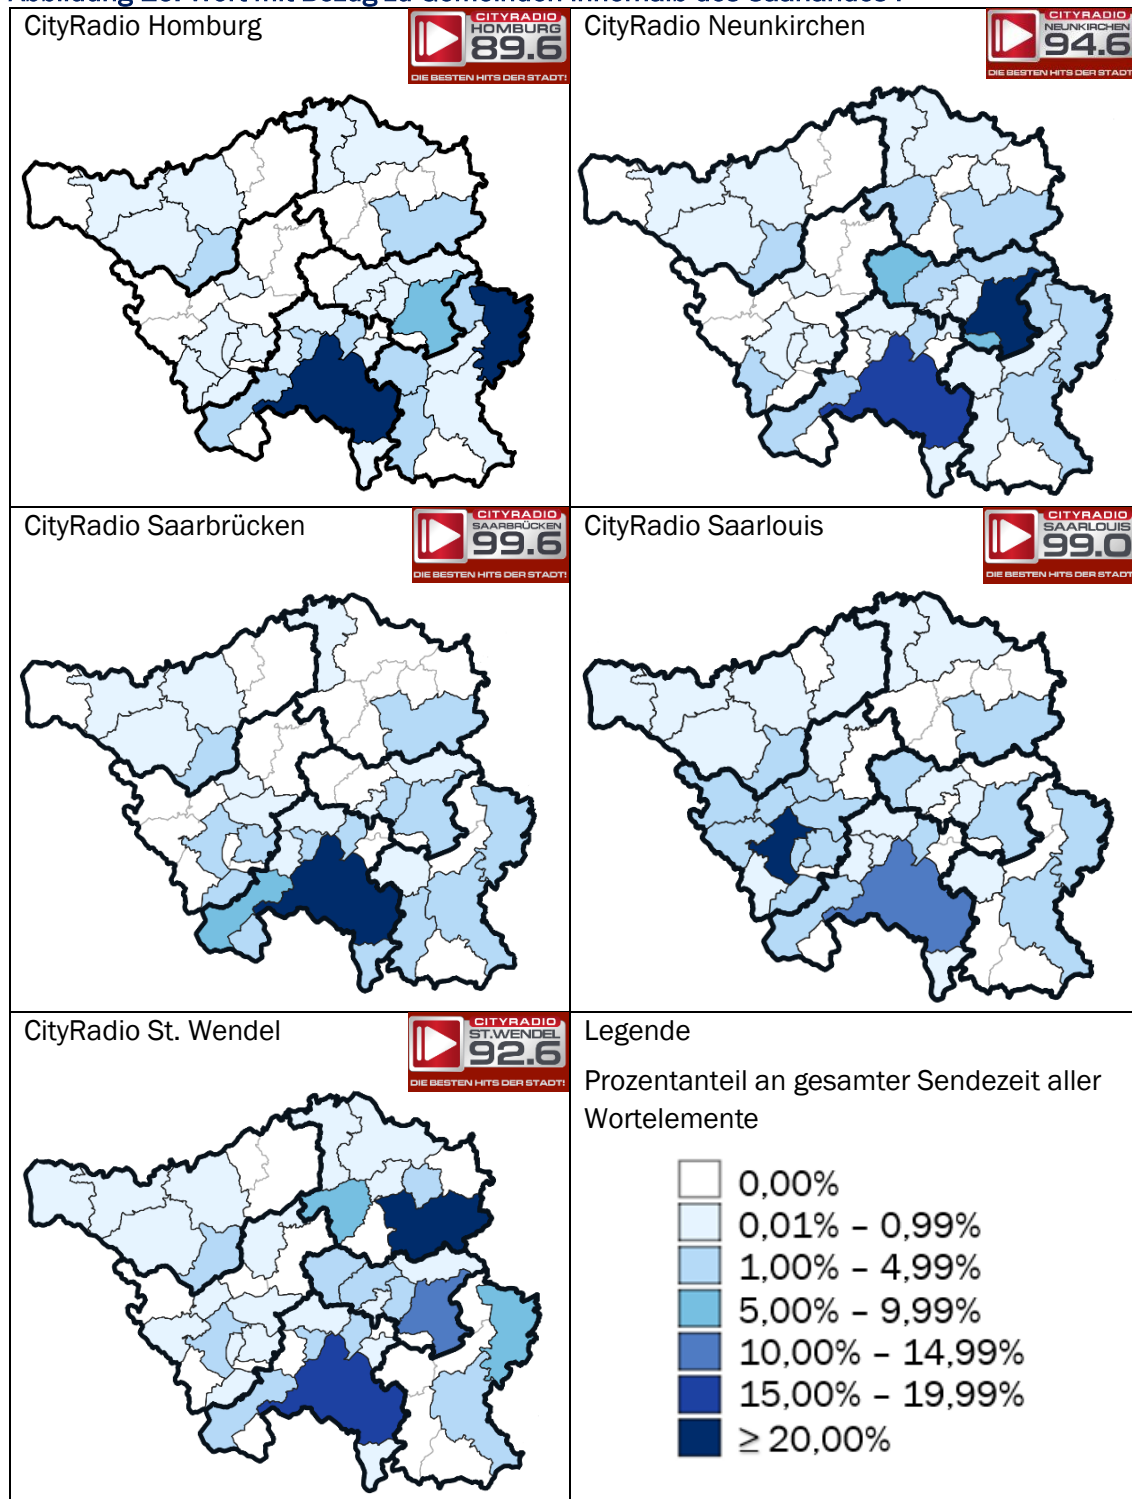 CityRadio Homburg
CITYRADIO
HOMBURG
89.6
DIE BESTEN HITS DER STADT!
CityRadio Neunkirchen
CITYRADIO
NEUNKIRCHEN
94.6
DIE BESTEN HITS DER STADT
CityRadio Saarbrücken
CITYRADIO
SAARBRÜCKEN
99.6
DIE BESTEN HITS DER STADT!
CityRadio Saarlouis
CITYRADIO
SAARLOUIS
99.0
DIE BESTEN HITS DER STADT
CityRadio St. Wendel
CITYRADIO
ST.WENDEL
92.6
DIE BESTEN HITS DER STADT!
Legende
Prozentanteil an gesamter Sendezeit aller
Wortelemente
0,00%
0,01% – 0,99%
1,00% – 4,99%
5,00% – 9,99%
10,00% – 14,99%
15,00% – 19,99%
≥ 20,00%